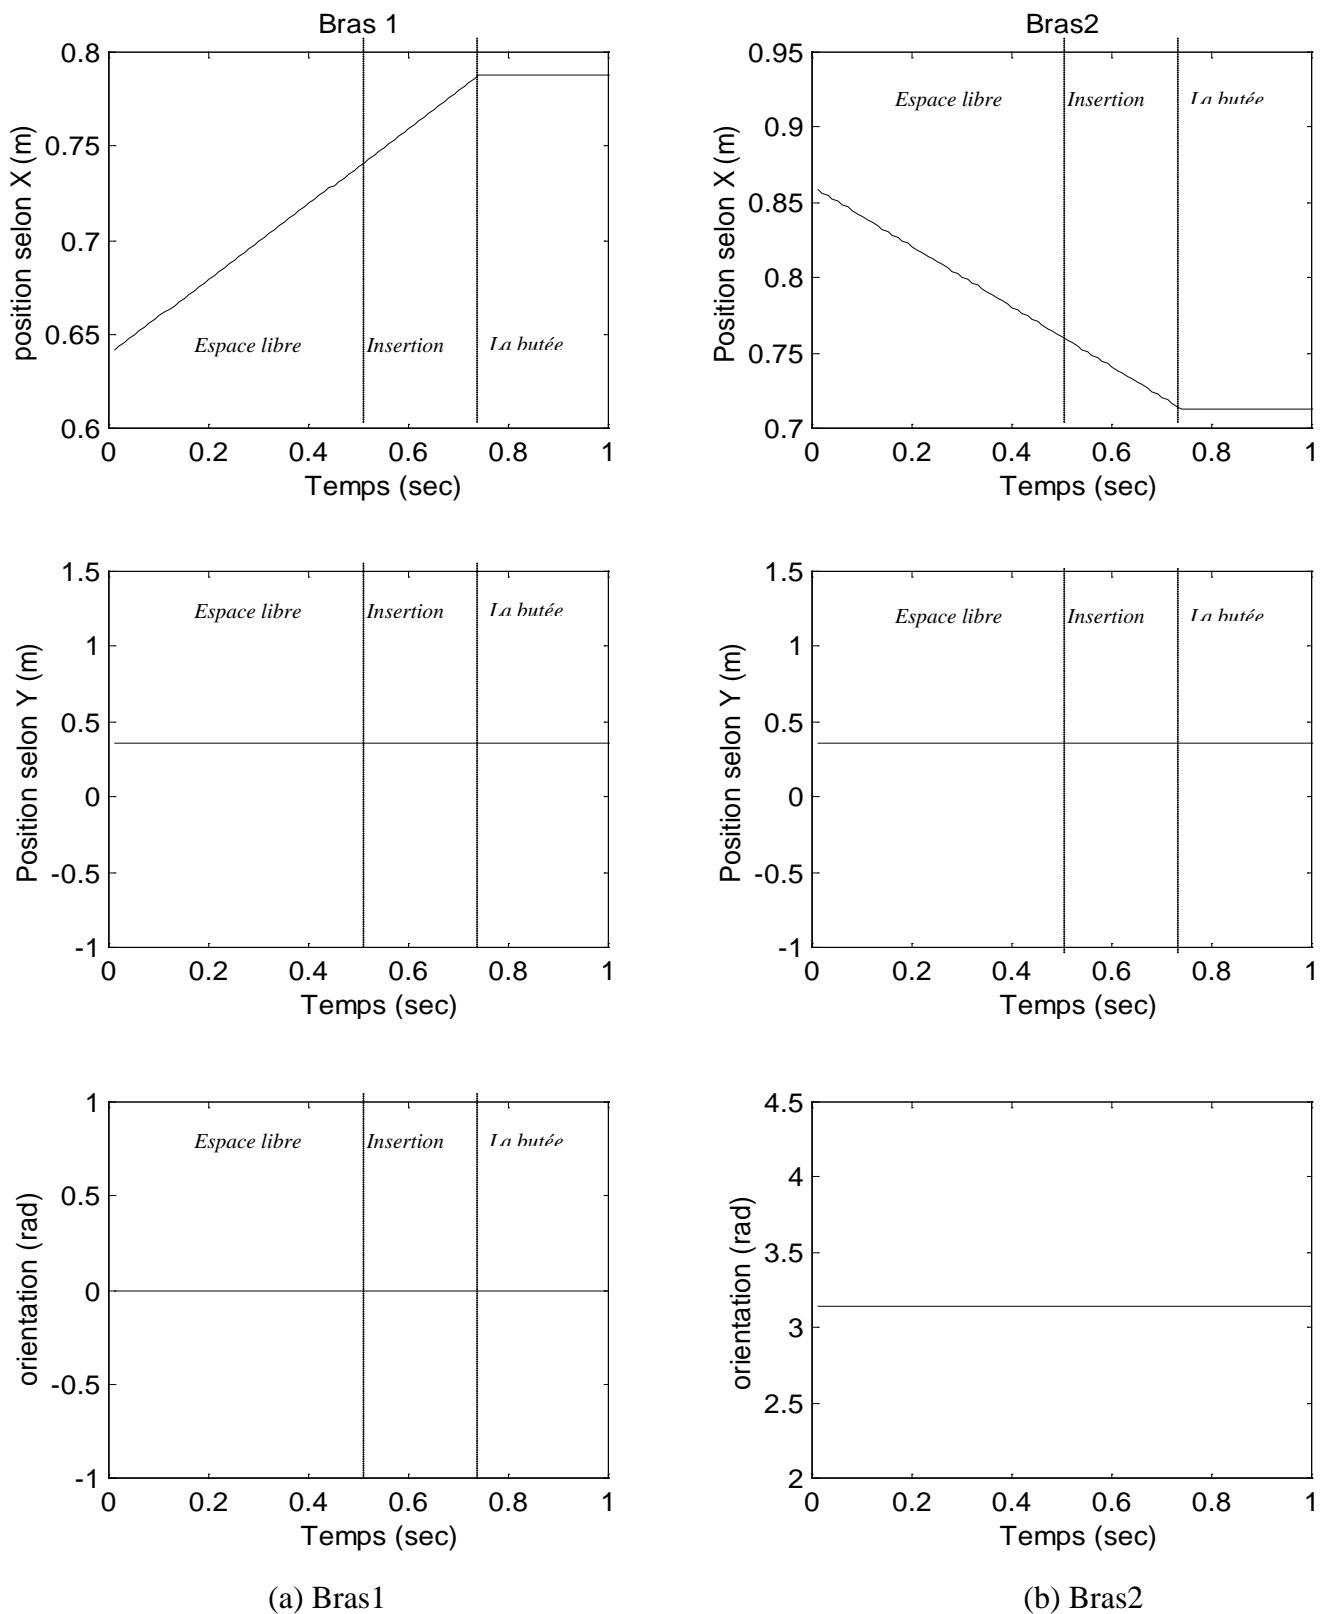 Bras 1
Bras2
0.8
0.75
0.7
0.65
0.6
position selon X (m)
Espace libre
Insertion
La butée
0
0.2
0.4
0.6
0.8
1
Temps (sec)
0.95
0.9
0.85
0.8
0.75
0.7
Position selon X (m)
Espace libre
Insertion
La butée
0
0.2
0.4
0.6
0.8
1
Temps (sec)
1.5
1
0.5
0
-0.5
-1
Position selon Y (m)
Espace libre
Insertion
La butée
0
0.2
0.4
0.6
0.8
1
Temps (sec)
1.5
1
0.5
0
-0.5
-1
Position selon Y (m)
Espace libre
Insertion
La butée
0
0.2
0.4
0.6
0.8
1
Temps (sec)
1
0.5
0
-0.5
-1
orientation (rad)
Espace libre
Insertion
La butée
0
0.2
0.4
0.6
0.8
1
Temps (sec)
4.5
4
3.5
3
2.5
2
orientation (rad)
0
0.2
0.4
0.6
0.8
1
Temps (sec)
(a) Bras1
(b) Bras2